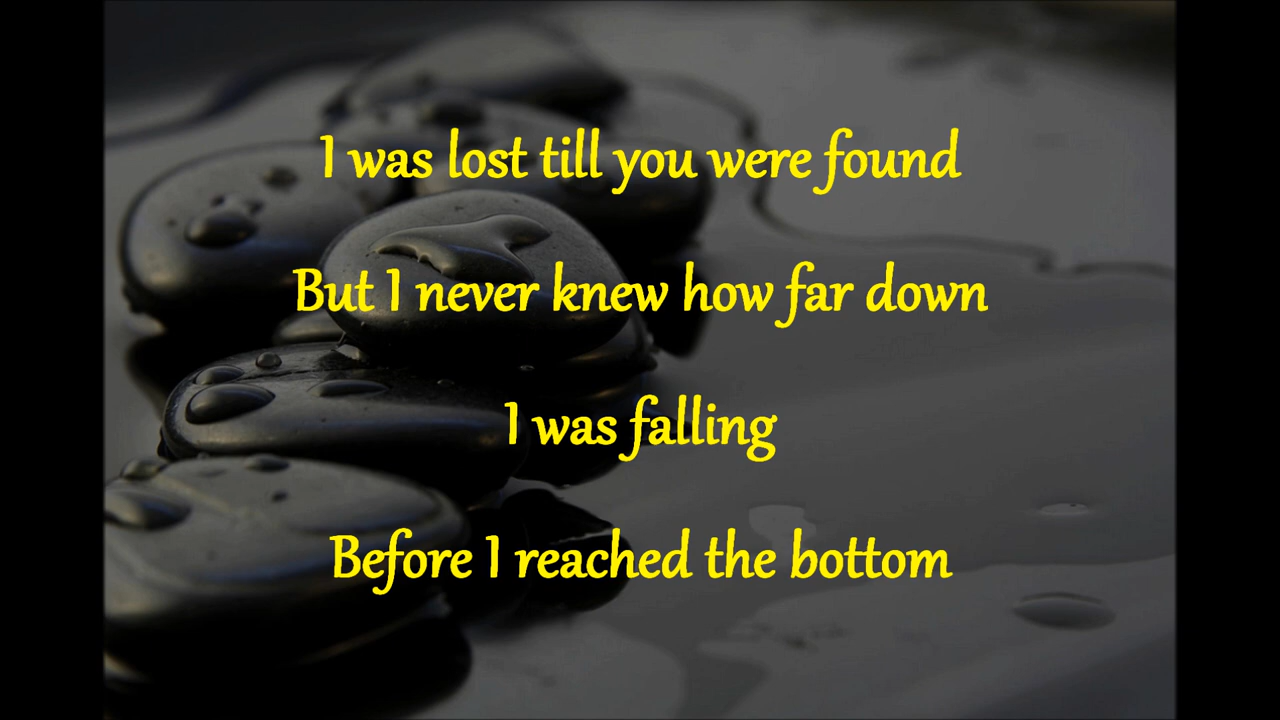 I was lost till you were found
But I never knew how far down
I was falling
Before I reached the bottom